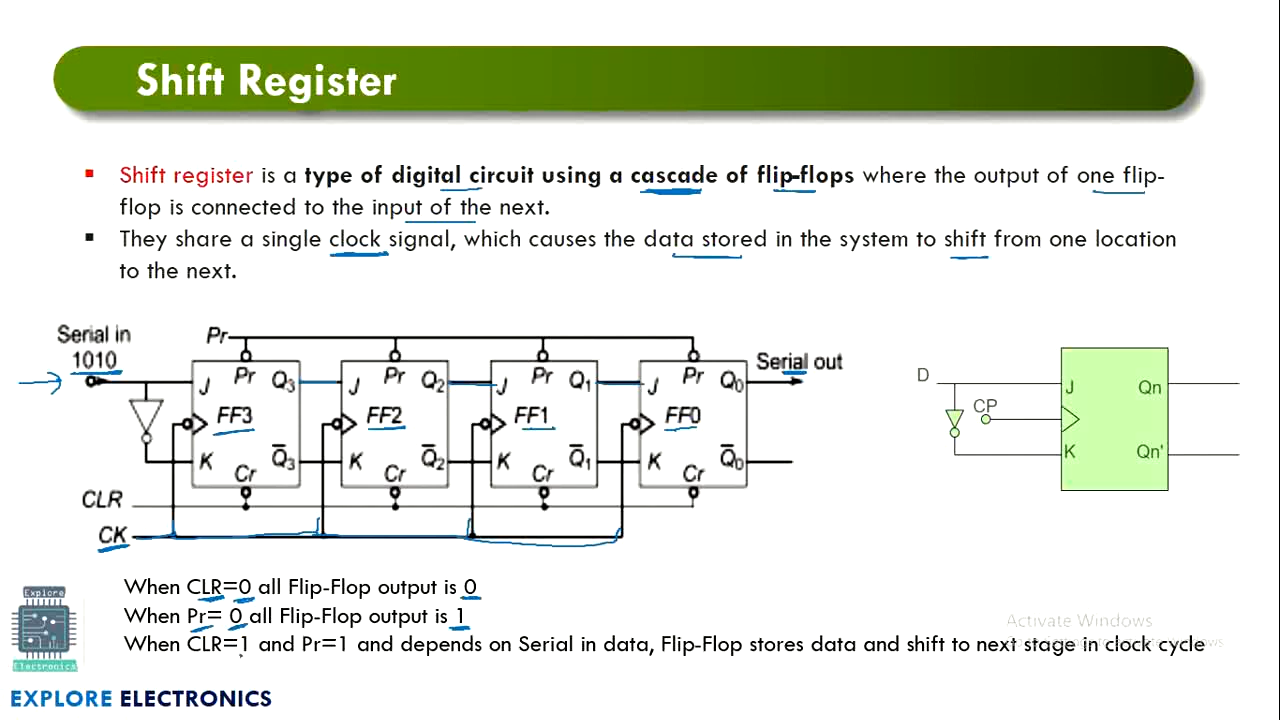 Shift Register
▪ Shift register is a type of digital circuit using a cascade of flip-flops where the output of one flip-
flop is connected to the input of the next.
▪ They share a single clock signal, which causes the data stored in the system to shift from one location
to the next.
Serial in
1010
Pr
J Pr Q3 J Pr Q2 J Pr Q1 J Pr Q0
Serial out
FF3 FF2 FF1 FF0
K Cr Q̅3 K Cr Q̅2 K Cr Q̅1 K Cr Q̅0
CLR
CK
D
J Qn
CP
K Qn'
When CLR=0 all Flip-Flop output is 0
When Pr= 0 all Flip-Flop output is 1
When CLR=1 and Pr=1 and depends on Serial in data, Flip-Flop stores data and shift to next stage in clock cycle
Activate Windows
Explore
Electronics
EXPLORE ELECTRONICS